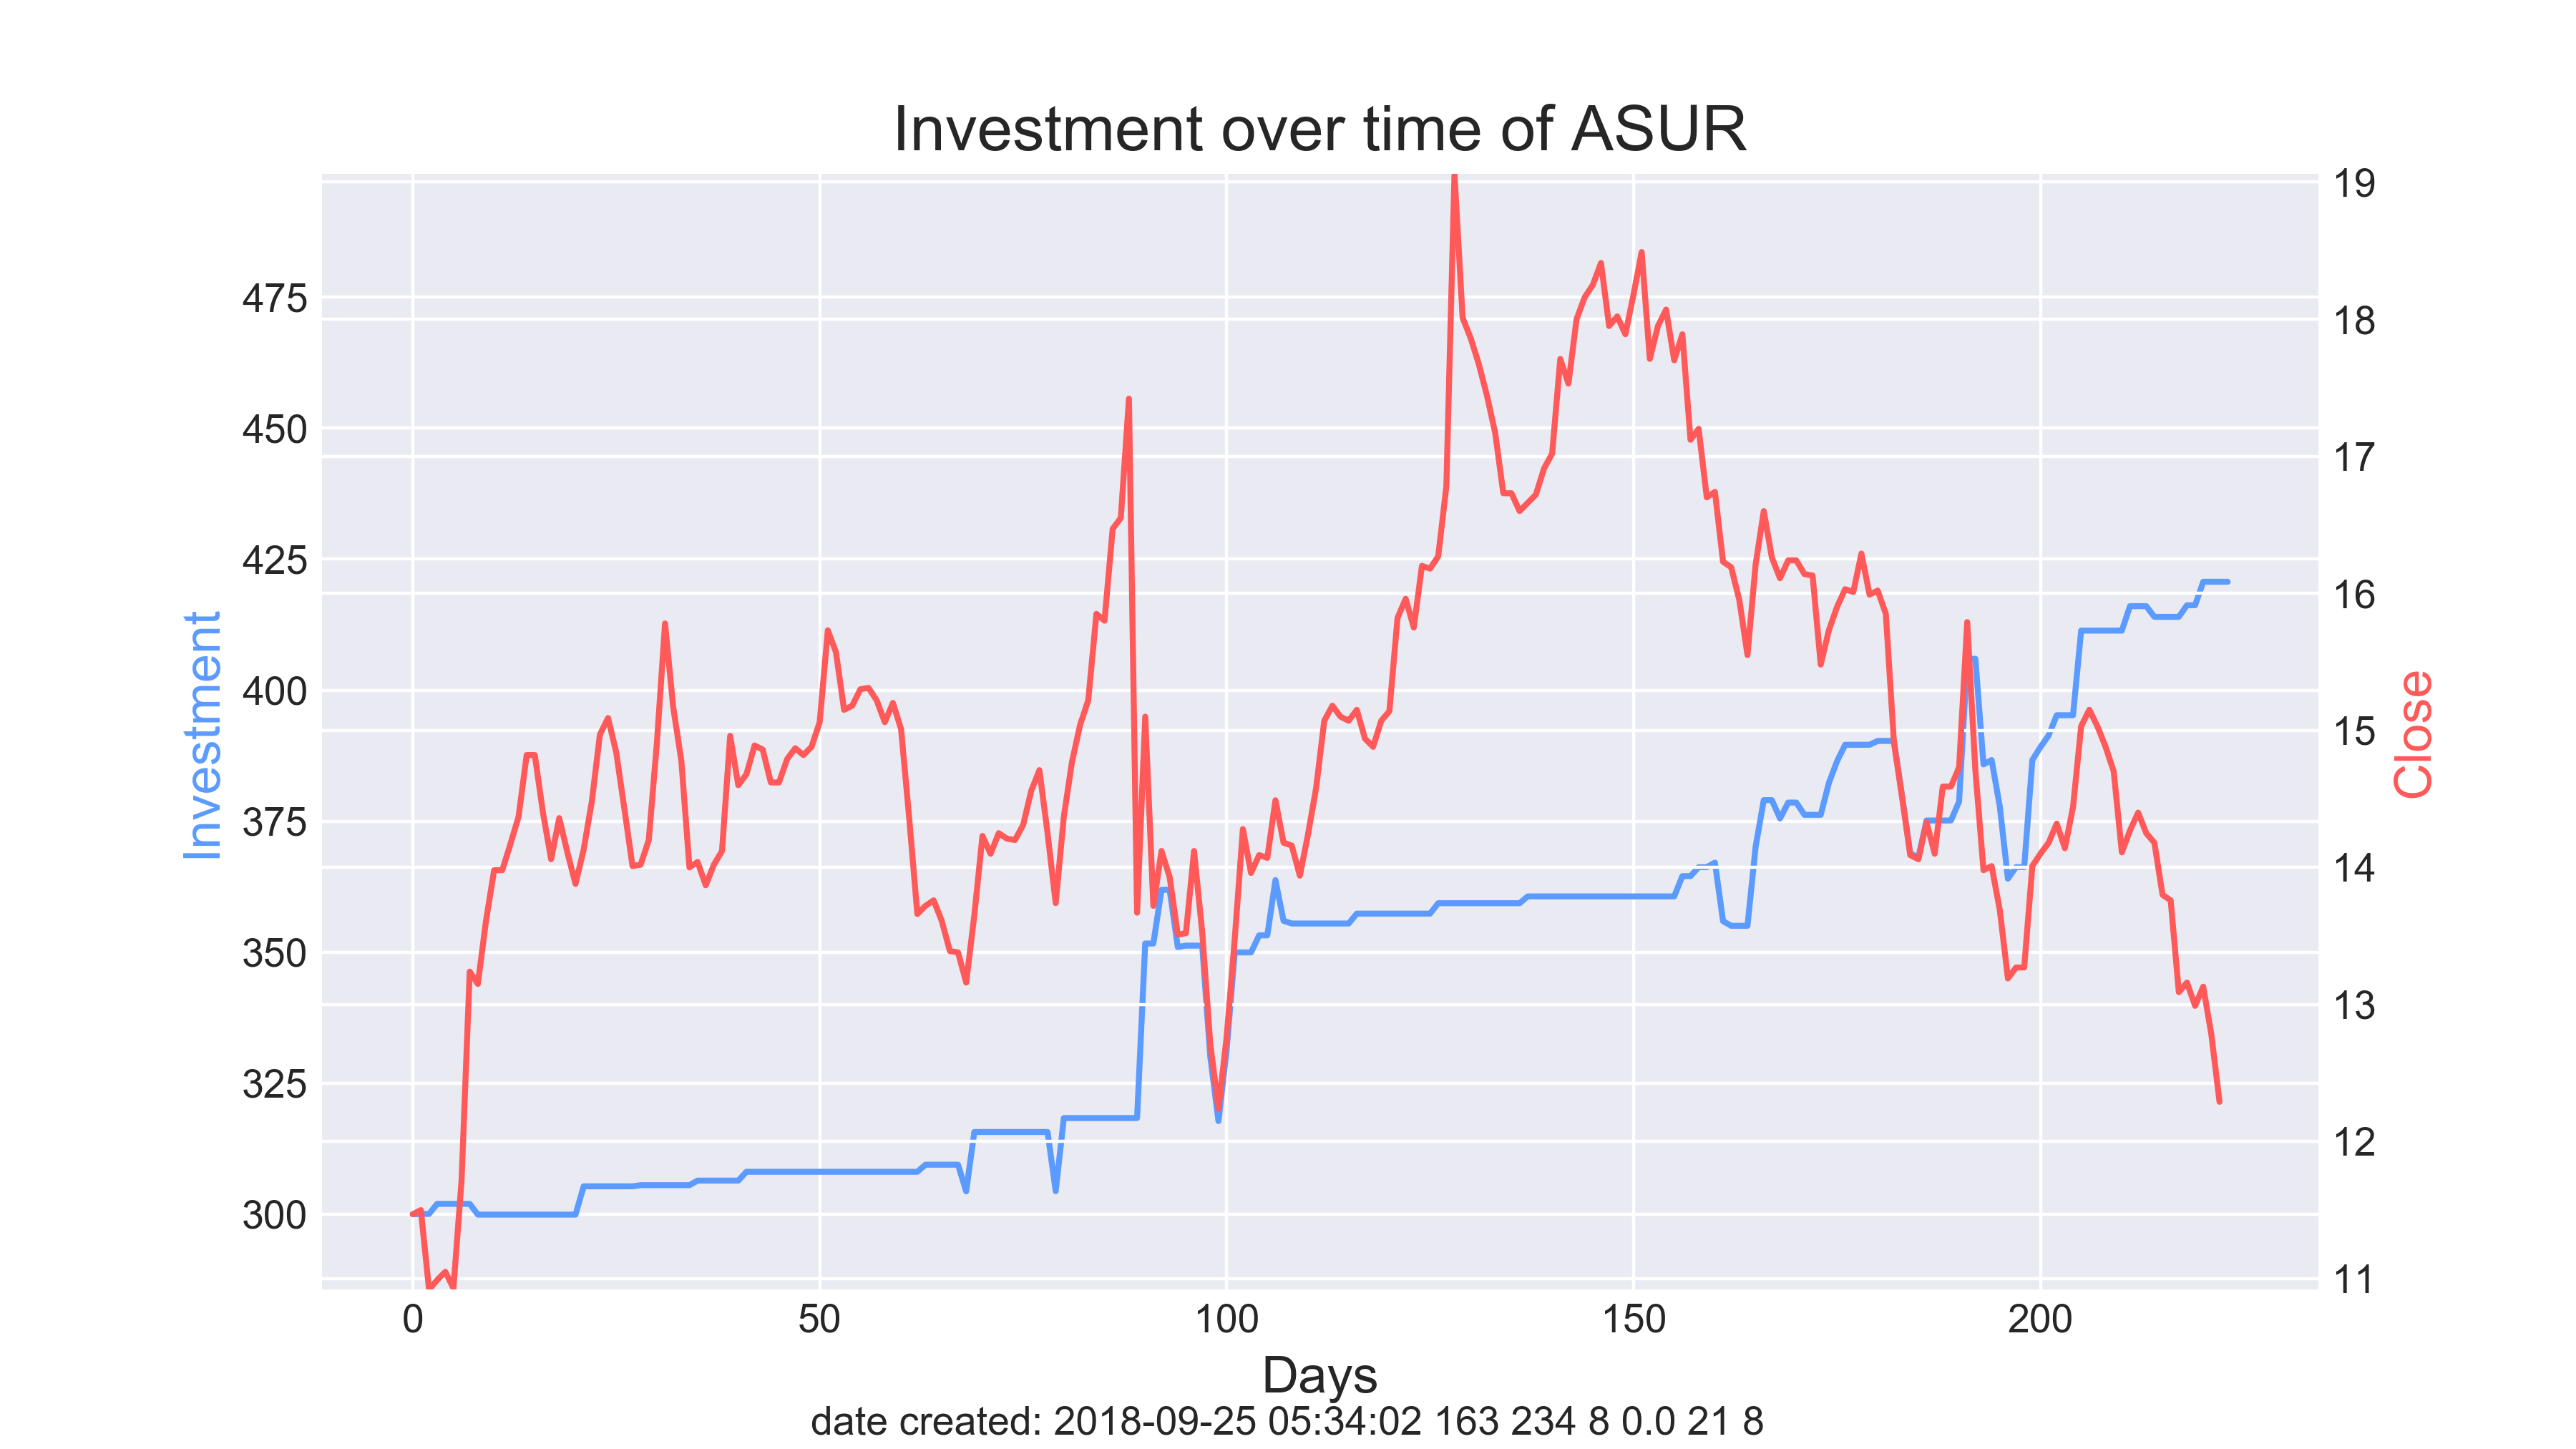 Investment over time of ASUR
19
475
18
450
17
425
16
400
15
375
14
350
13
325
12
300
11
Investment
Close
0 50 100 150 200
Days
date created: 2018-09-25 05:34:02 163 234 8 0.0 21 8